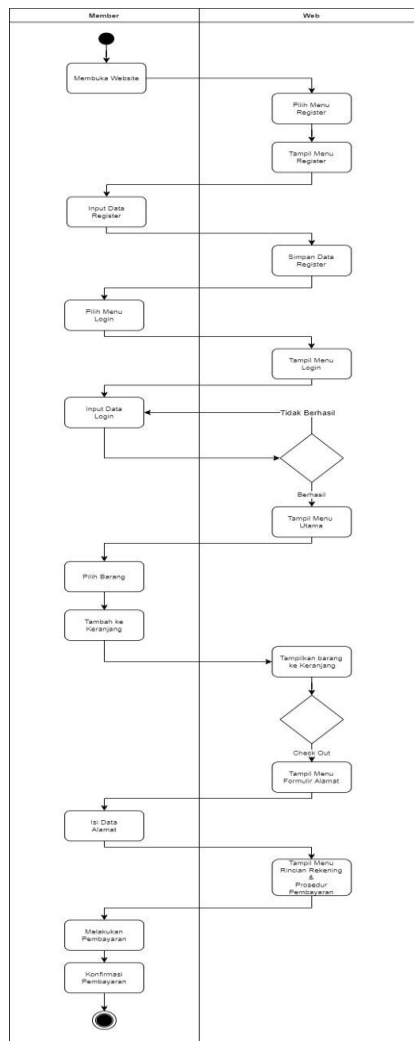 Member
Web
Membuka Website
Pilih Menu
Register
Tampil Menu
Register
Input Data
Register
Simpan Data
Register
Pilih Menu
Login
Tampil Menu
Login
Input Data
Login
Tidak Berhasil
Berhasil
Tampil Menu
Utama
Pilih Barang
Tambah ke
Keranjang
Tampilkan barang
ke Keranjang
Check Out
Tampil Menu
Formulir Alamat
Isi Data
Alamat
Tampil Menu
Rincian Rekening
&
Prosedur
Pembayaran
Melakukan
Pembayaran
Konfirmasi
Pembayaran